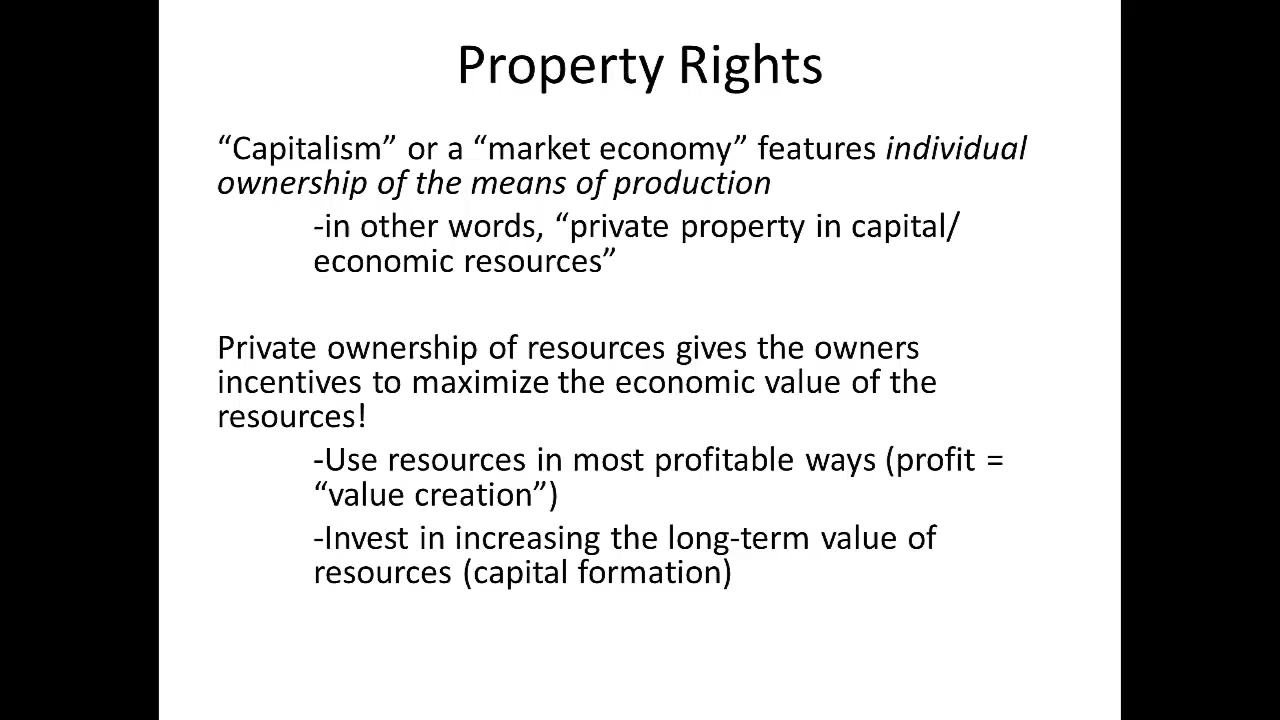 Property Rights
“Capitalism” or a “market economy” features individual
ownership of the means of production
-in other words, “private property in capital/
economic resources”
Private ownership of resources gives the owners
incentives to maximize the economic value of the
resources!
-Use resources in most profitable ways (profit =
“value creation”)
-Invest in increasing the long-term value of
resources (capital formation)